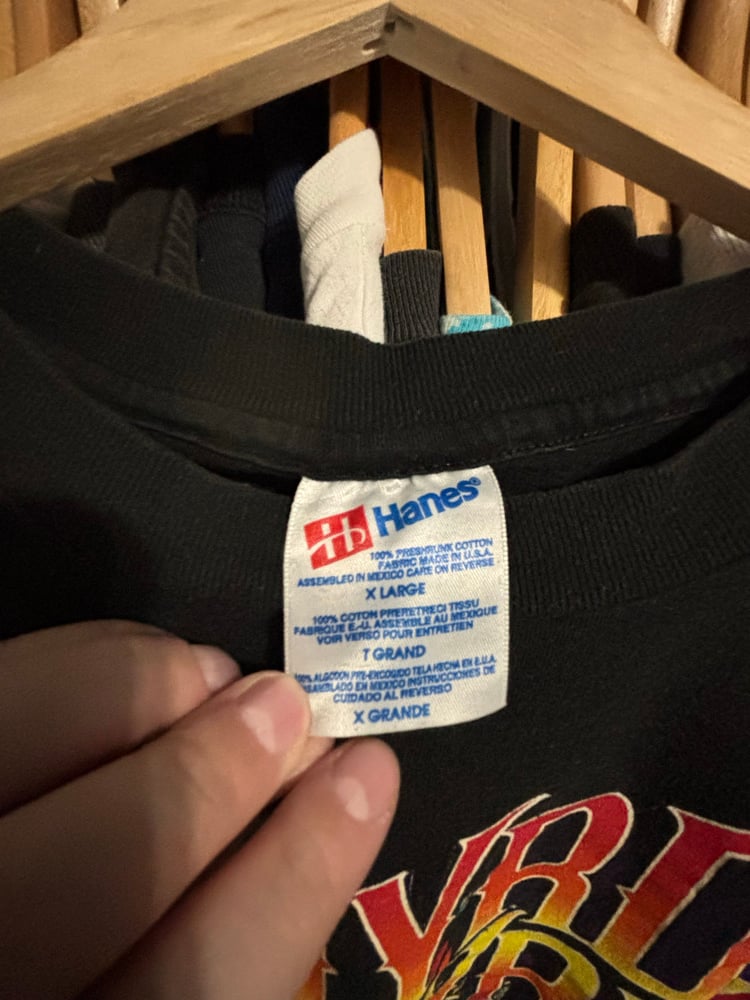 Hanes®
100% PRESHRUNK COTTON
FABRIC MADE IN U.S.A.
ASSEMBLED IN MEXICO CARE ON REVERSE
X LARGE
100% COTON PRERETRECI TISSU
FABRIQUE E.-U. ASSEMBLE AU MEXIQUE
VOIR VERSO POUR ENTRETIEN
T GRAND
100% ALGODON PRE-ENCOGIDO TELA HECHA EN E.U.A.
ENSAMBLADO EN MEXICO INSTRUCCIONES DE
CUIDADO AL REVERSO
X GRANDE